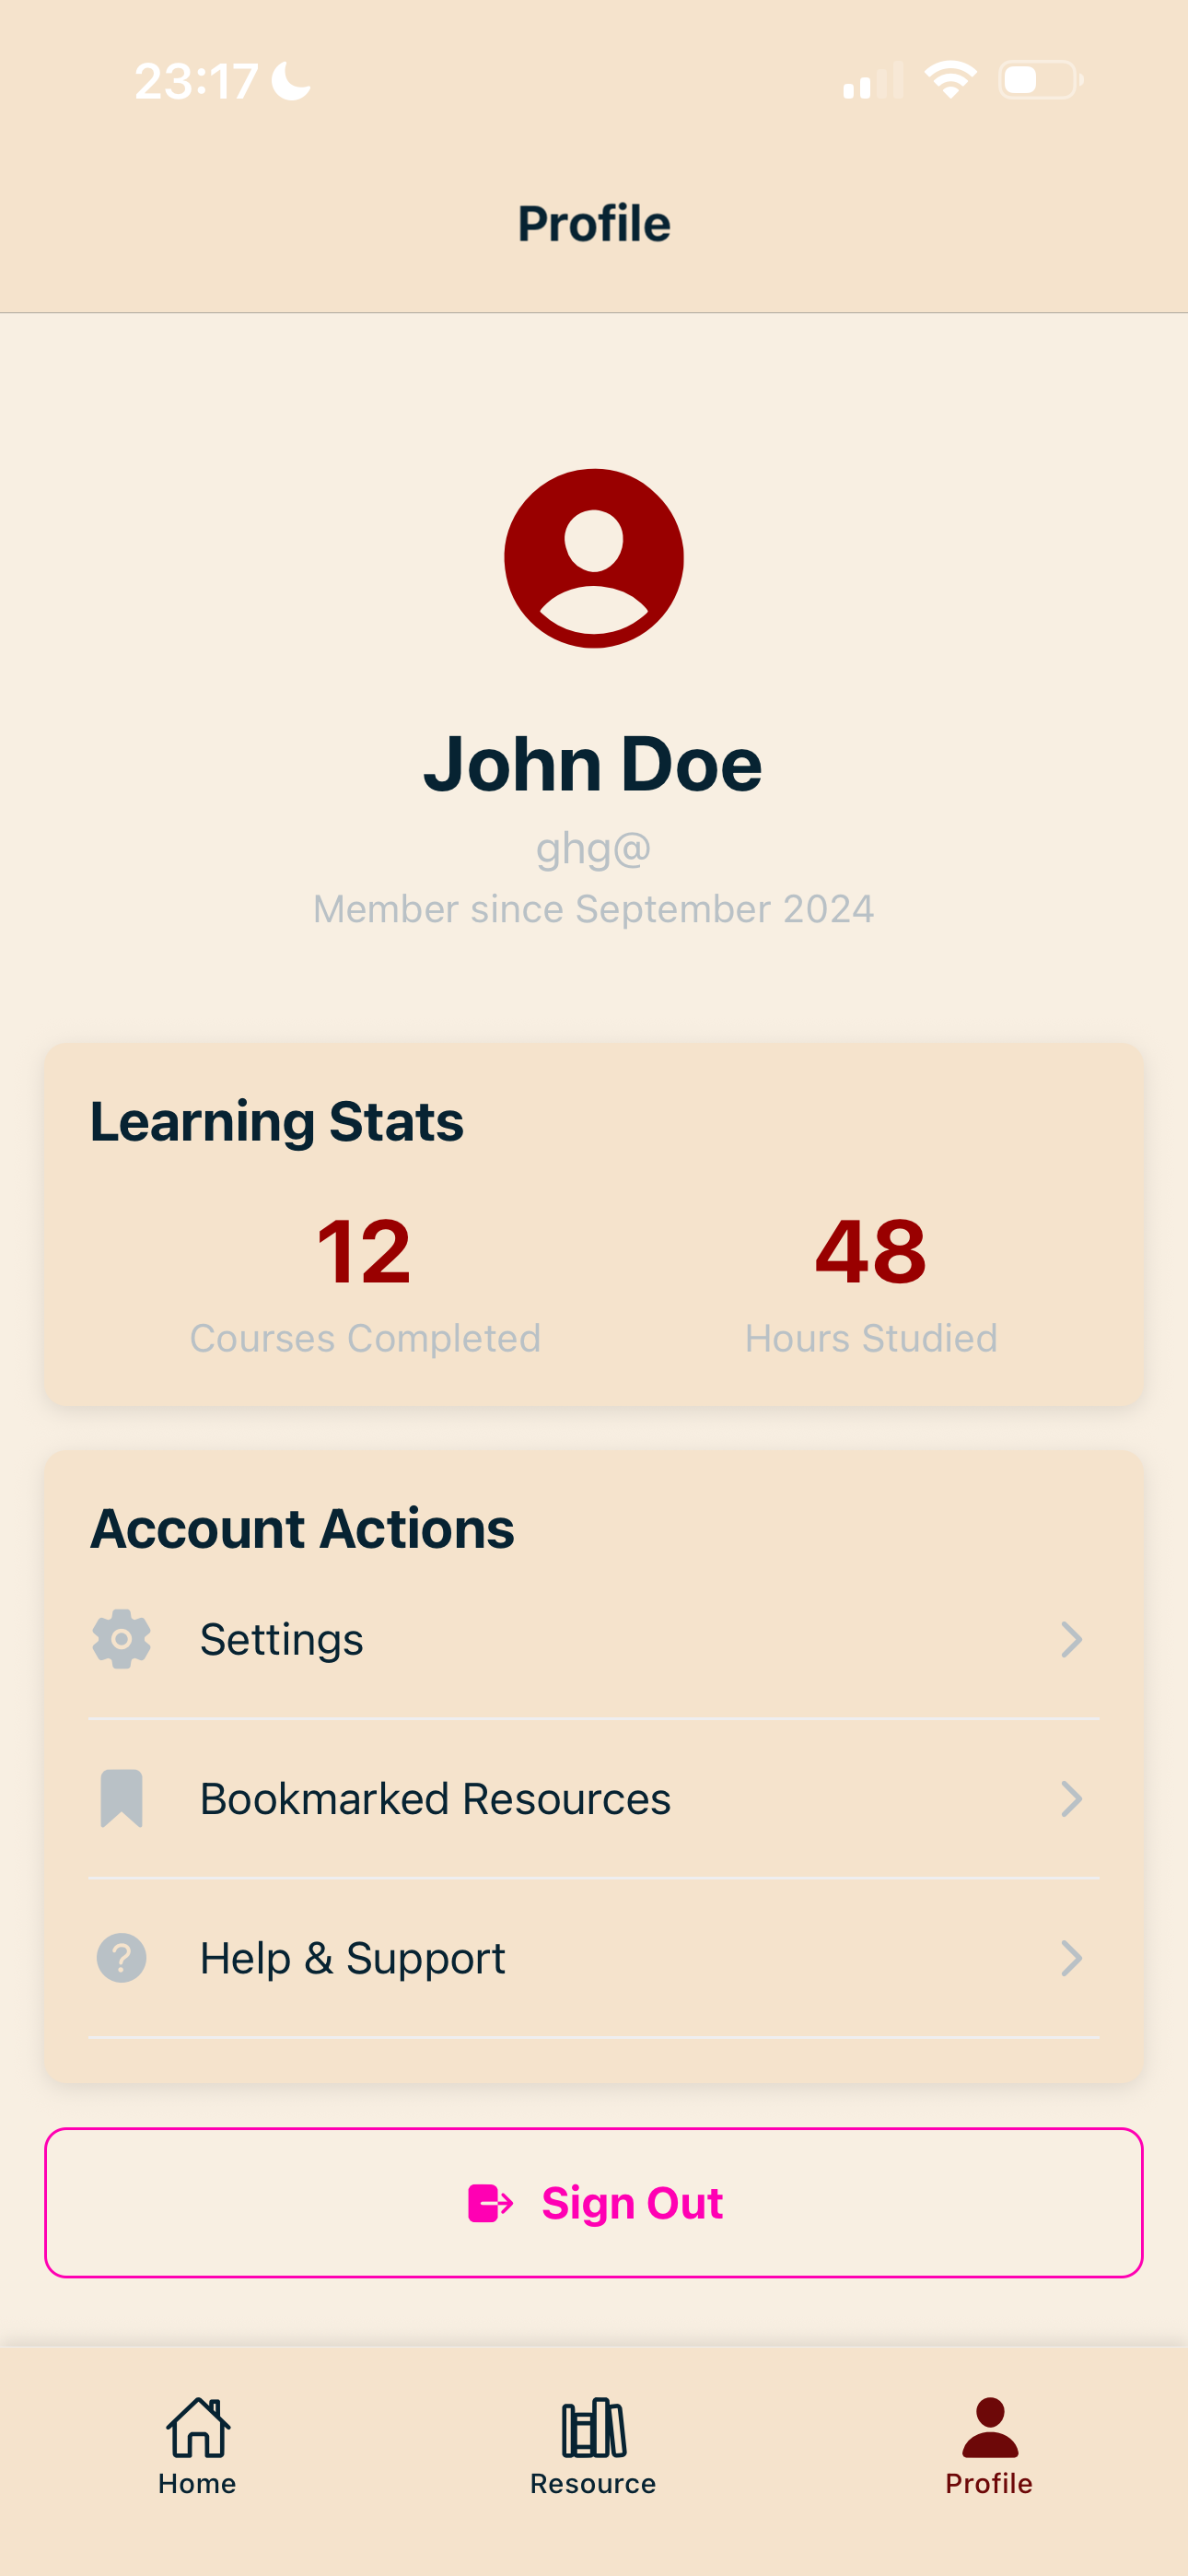 23:17
Profile
John Doe
ghg@
Member since September 2024
Learning Stats
12 48
Courses Completed Hours Studied
Account Actions
Settings
Bookmarked Resources
Help & Support
Sign Out
Home Resource Profile